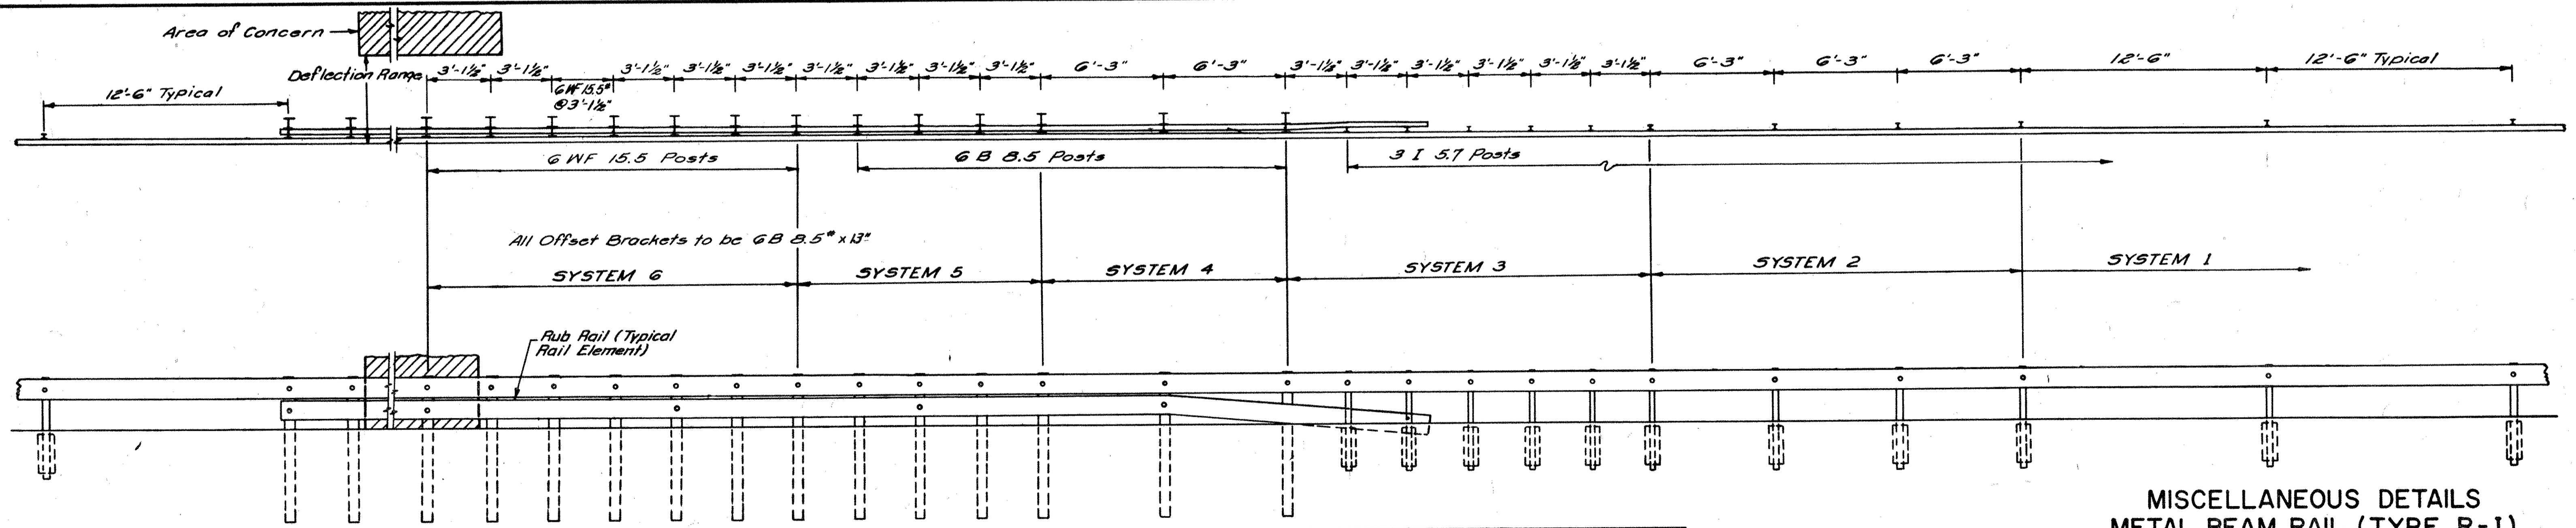 Area of Concern
Deflection Range
3'-1½" 3'-1½" 3'-1½" 3'-1½" 3'-1½" 3'-1½" 3'-1½" 3'-1½" 3'-1½" 6'-3" 6'-3" 3'-1½" 3'-1½" 3'-1½" 3'-1½" 3'-1½" 3'-1½" 6'-3" 6'-3" 6'-3" 12'-6" 12'-6" Typical
12'-6" Typical
6 WF 15.5#
@ 3'-1½"
6 WF 15.5 Posts
6 B 8.5 Posts
3 I 5.7 Posts
All Offset Brackets to be 6B 8.5# x 13"
SYSTEM 6
SYSTEM 5
SYSTEM 4
SYSTEM 3
SYSTEM 2
SYSTEM 1
Rub Rail (Typical
Rail Element)
MISCELLANEOUS DETAILS
METAL BEAM RAIL (TYPE R-I)